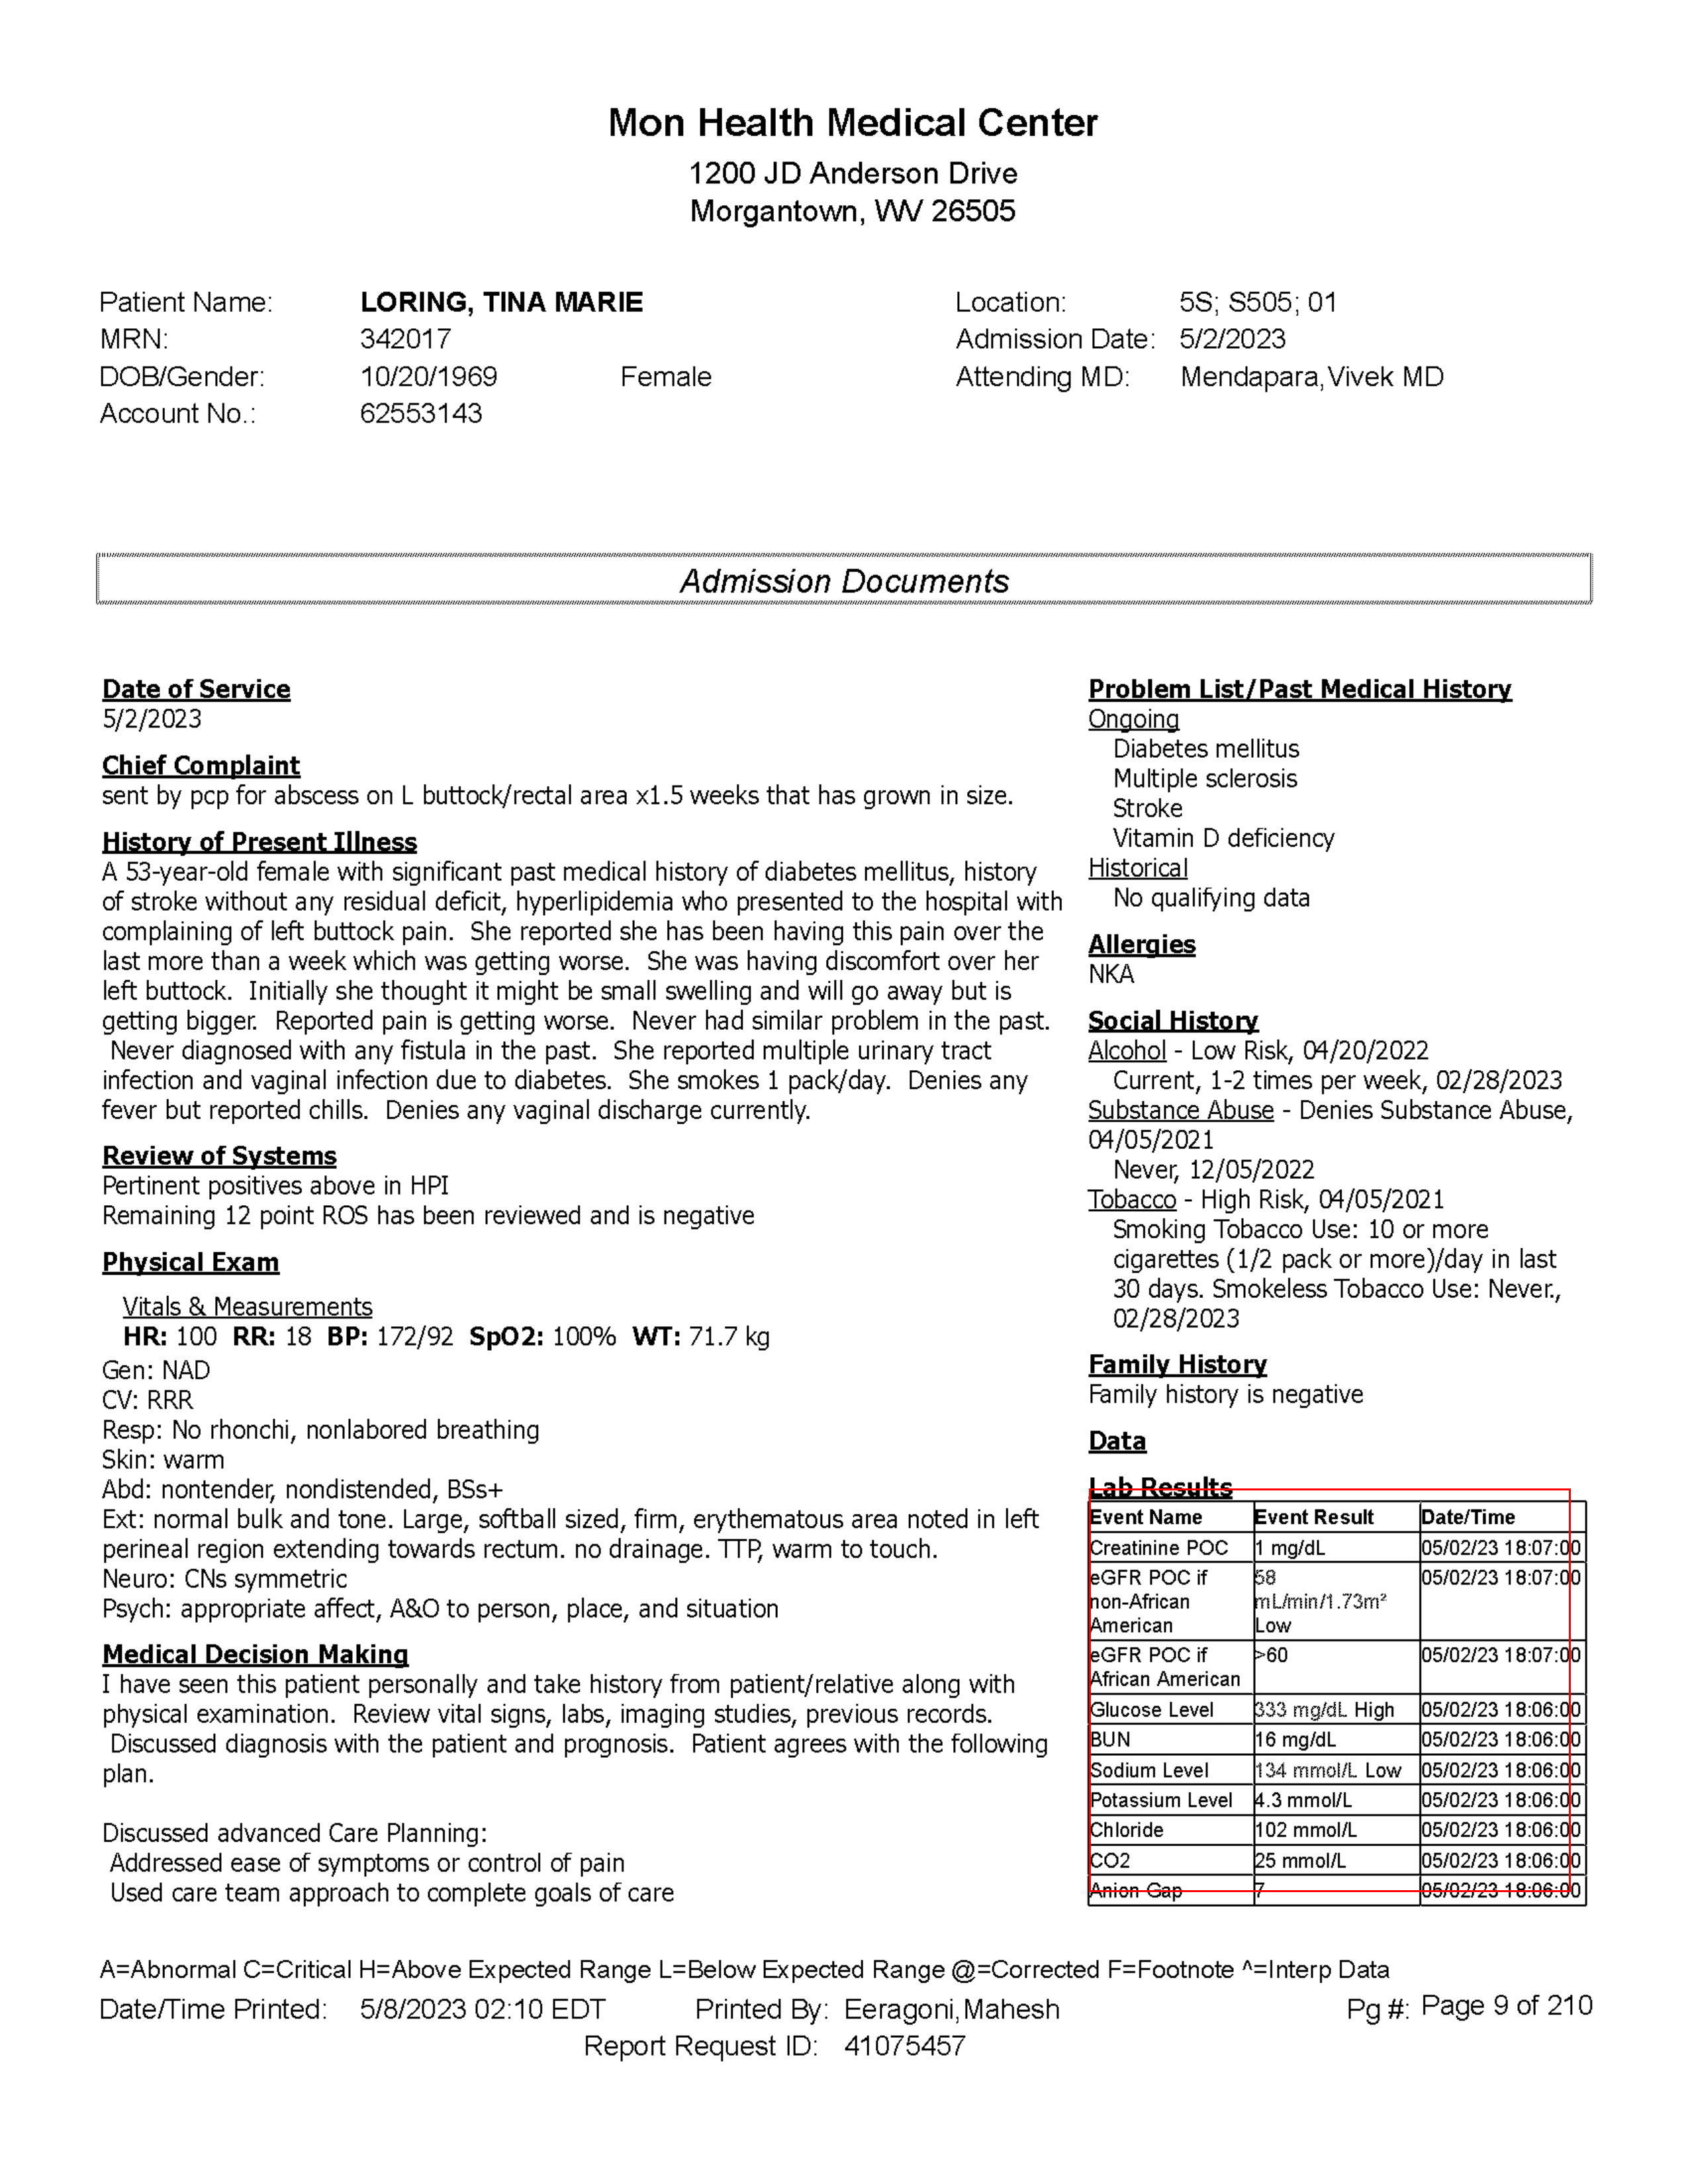 Mon Health Medical Center
1200 JD Anderson Drive
Morgantown, WV 26505
Patient Name: LORING, TINA MARIE Location: 5S; S505; 01
MRN: 342017 Admission Date: 5/2/2023
DOB/Gender: 10/20/1969 Female Attending MD: Mendapara,Vivek MD
Account No.: 62553143
Admission Documents
Date of Service
5/2/2023
Chief Complaint
sent by pcp for abscess on L buttock/rectal area x1.5 weeks that has grown in size.
History of Present Illness
A 53-year-old female with significant past medical history of diabetes mellitus, history
of stroke without any residual deficit, hyperlipidemia who presented to the hospital with
complaining of left buttock pain.  She reported she has been having this pain over the
last more than a week which was getting worse.  She was having discomfort over her
left buttock.  Initially she thought it might be small swelling and will go away but is
getting bigger.  Reported pain is getting worse.  Never had similar problem in the past.
Never diagnosed with any fistula in the past.  She reported multiple urinary tract
infection and vaginal infection due to diabetes.  She smokes 1 pack/day.  Denies any
fever but reported chills.  Denies any vaginal discharge currently.
Review of Systems
Pertinent positives above in HPI
Remaining 12 point ROS has been reviewed and is negative
Physical Exam
Vitals & Measurements
HR: 100 RR: 18 BP: 172/92 SpO2: 100% WT: 71.7 kg
Gen: NAD
CV: RRR
Resp: No rhonchi, nonlabored breathing
Skin: warm
Abd: nontender, nondistended, BSs+
Ext: normal bulk and tone. Large, softball sized, firm, erythematous area noted in left
perineal region extending towards rectum. no drainage. TTP, warm to touch.
Neuro: CNs symmetric
Psych: appropriate affect, A&O to person, place, and situation
Medical Decision Making
I have seen this patient personally and take history from patient/relative along with
physical examination.  Review vital signs, labs, imaging studies, previous records.
Discussed diagnosis with the patient and prognosis.  Patient agrees with the following
plan.
Discussed advanced Care Planning:
Addressed ease of symptoms or control of pain
Used care team approach to complete goals of care
Problem List/Past Medical History
Ongoing
Diabetes mellitus
Multiple sclerosis
Stroke
Vitamin D deficiency
Historical
No qualifying data
Allergies
NKA
Social History
Alcohol - Low Risk, 04/20/2022
Current, 1-2 times per week, 02/28/2023
Substance Abuse - Denies Substance Abuse,
04/05/2021
Never, 12/05/2022
Tobacco - High Risk, 04/05/2021
Smoking Tobacco Use: 10 or more
cigarettes (1/2 pack or more)/day in last
30 days. Smokeless Tobacco Use: Never.,
02/28/2023
Family History
Family history is negative
Data
Lab Results
Event Name Event Result Date/Time
Creatinine POC 1 mg/dL 05/02/23 18:07:00
eGFR POC if 58 05/02/23 18:07:00
non-African mL/min/1.73m²
American Low
eGFR POC if >60 05/02/23 18:07:00
African American
Glucose Level 333 mg/dL High 05/02/23 18:06:00
BUN 16 mg/dL 05/02/23 18:06:00
Sodium Level 134 mmol/L Low 05/02/23 18:06:00
Potassium Level 4.3 mmol/L 05/02/23 18:06:00
Chloride 102 mmol/L 05/02/23 18:06:00
CO2 25 mmol/L 05/02/23 18:06:00
Anion Gap 7 05/02/23 18:06:00
A=Abnormal C=Critical H=Above Expected Range L=Below Expected Range @=Corrected F=Footnote ^=Interp Data
Date/Time Printed: 5/8/2023 02:10 EDT Printed By: Eeragoni,Mahesh Pg #: Page 9 of 210
Report Request ID: 41075457